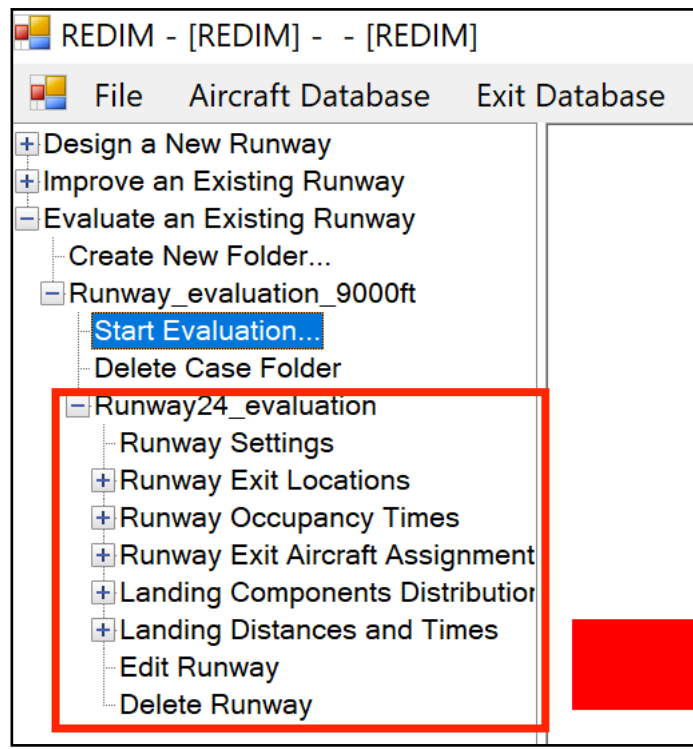 REDIM - [REDIM] -  - [REDIM]
File Aircraft Database Exit Database
Design a New Runway
Improve an Existing Runway
Evaluate an Existing Runway
Create New Folder...
Runway_evaluation_9000ft
Start Evaluation...
Delete Case Folder
Runway24_evaluation
Runway Settings
Runway Exit Locations
Runway Occupancy Times
Runway Exit Aircraft Assignment
Landing Components Distribution
Landing Distances and Times
Edit Runway
Delete Runway